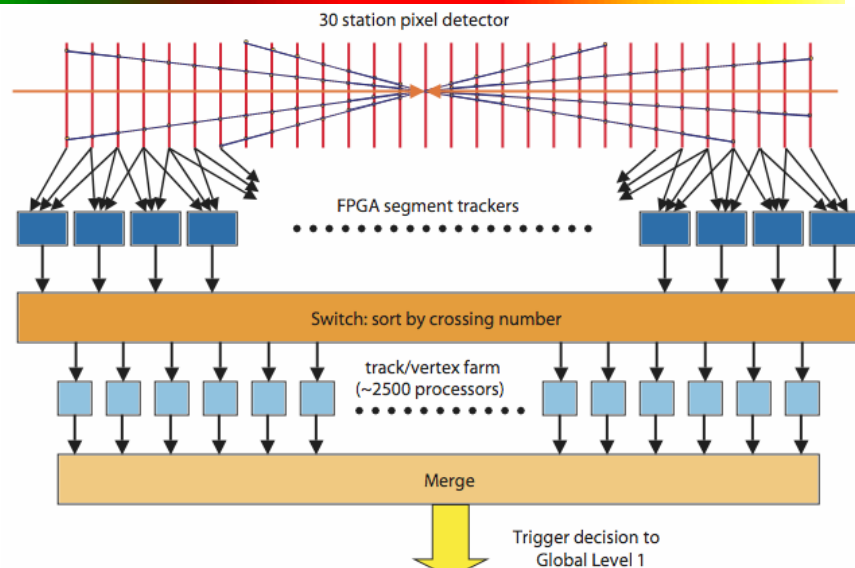 30 station pixel detector
FPGA segment trackers
Switch: sort by crossing number
track/vertex farm
(~2500 processors)
Merge
Trigger decision to
Global Level 1